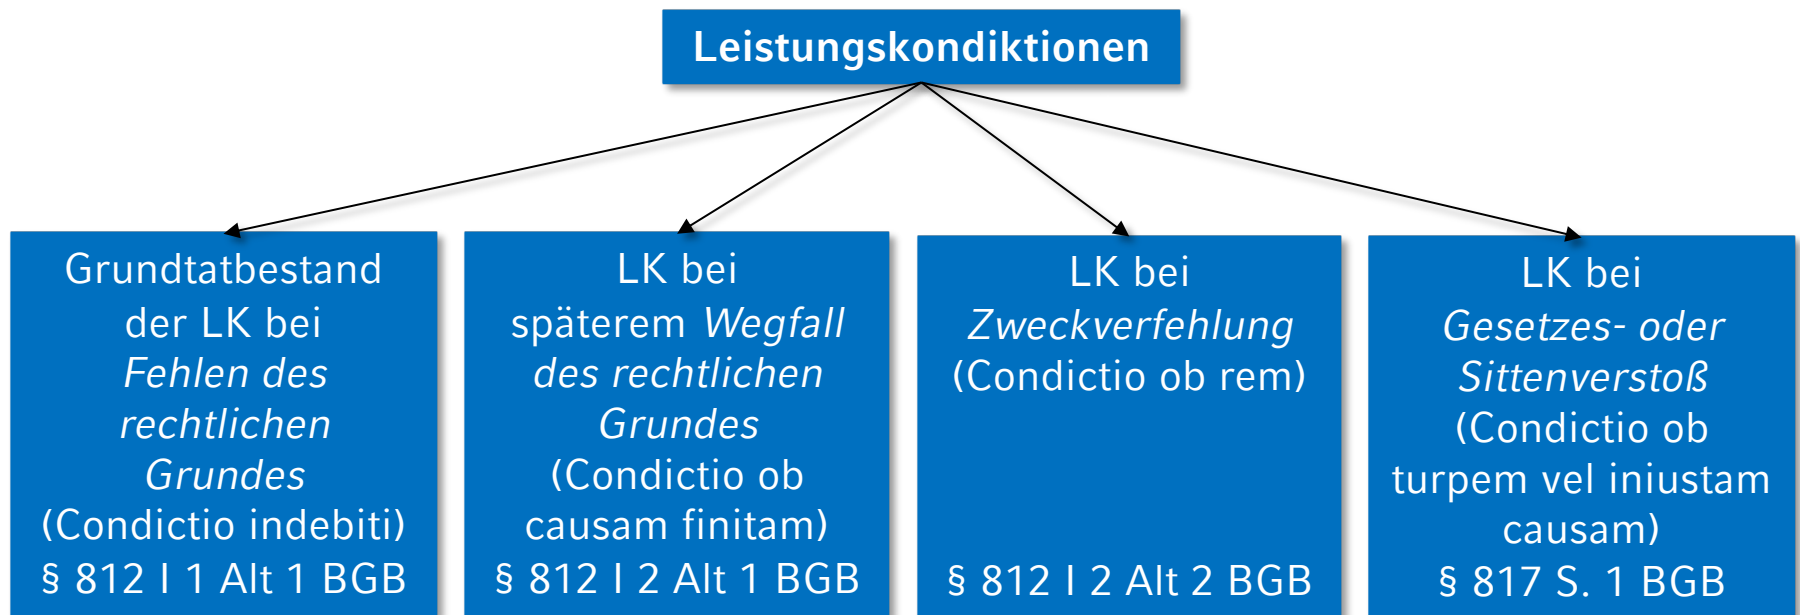 Leistungskondiktionen
Grundtatbestand
der LK bei
Fehlen des
rechtlichen
Grundes
(Condictio indebiti)
§ 812 I 1 Alt 1 BGB
LK bei
späterem Wegfall
des rechtlichen
Grundes
(Condictio ob
causam finitam)
§ 812 I 2 Alt 1 BGB
LK bei
Zweckverfehlung
(Condictio ob rem)
§ 812 I 2 Alt 2 BGB
LK bei
Gesetzes- oder
Sittenverstoß
(Condictio ob
turpem vel iniustam
causam)
§ 817 S. 1 BGB